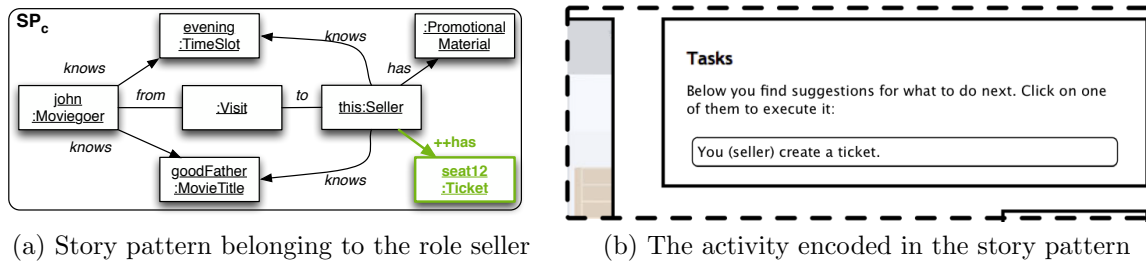 SPc
evening
:TimeSlot
knows
:Promotional
Material
knows
has
john
:Moviegoer
from
:Visit
to
this:Seller
knows
++has
goodFather
:MovieTitle
knows
seat12
:Ticket
(a) Story pattern belonging to the role seller
Tasks
Below you find suggestions for what to do next. Click on one
of them to execute it:
You (seller) create a ticket.
(b) The activity encoded in the story pattern